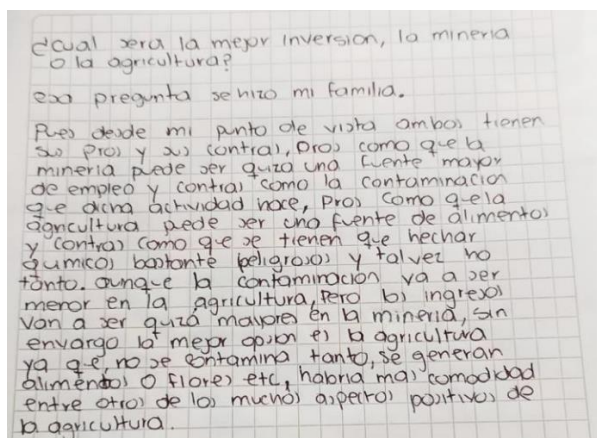 ¿Cual sera la mejor inversion, la mineria
o la agricultura?
esa pregunta se hizo mi familia.
Pues desde mi punto de vista ambos tienen
sus pros y sus contras, pros como que la
mineria puede ser quiza una fuente mayor
de empleo y contras como la contaminacion
que dicha actividad hace, pros como que la
agricultura puede ser una fuente de alimentos
y contras como que se tienen que hechar
quimicos bastante peligrosos y talvez no
tanto. aunque la contaminacion va a ser
menor en la agricultura, pero los ingresos
van a ser quizá mayores en la mineria, sin
envargo la mejor opsion es la agricultura
ya que, no se contamina tanto, se generan
alimentos o flores etc, habria mas comodidad
entre otros de los muchos aspectos positivos de
la agricultura.